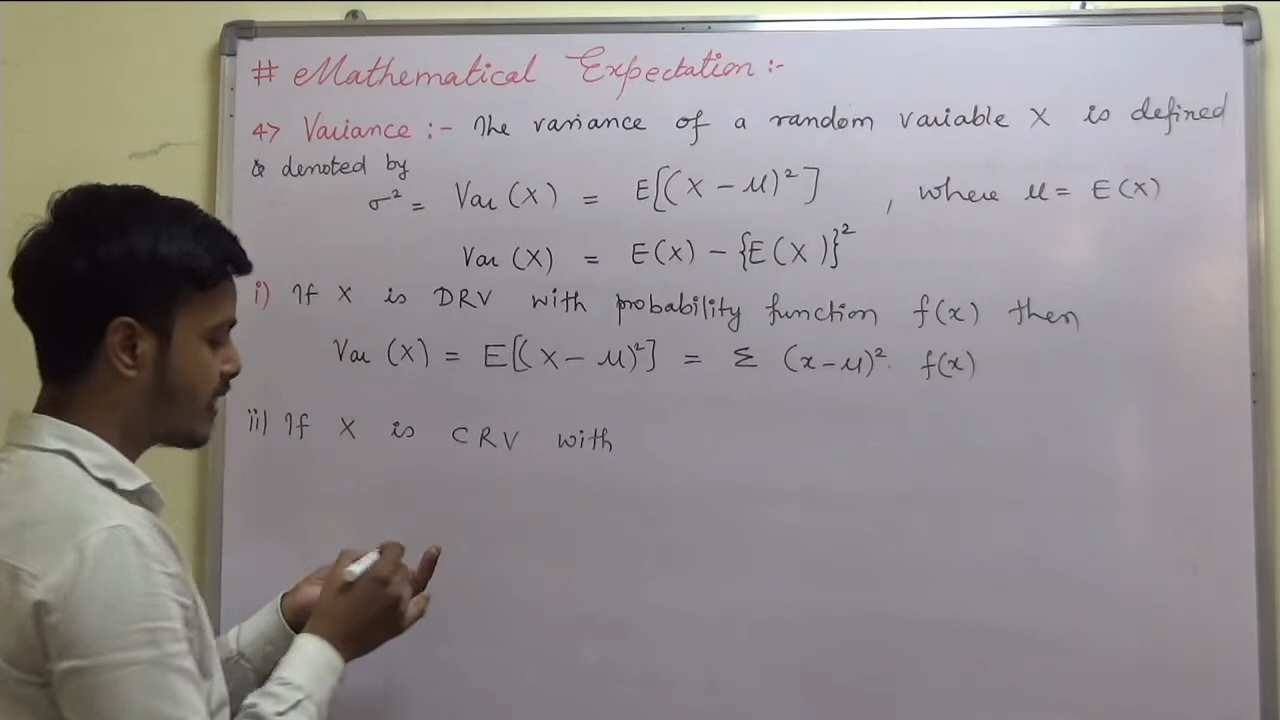 # Mathematical Expectation :-
4> Variance :- The variance of a random variable X is defined
& denoted by
σ² = Var (X) = E[(X - μ)²] , where μ = E(X)
Var (X) = E(x) - {E(X)}²
i) If X is DRV with probability function f(x) then
Var (X) = E[(X - μ)²] = Σ (x-μ)². f(x)
ii) If X is CRV with